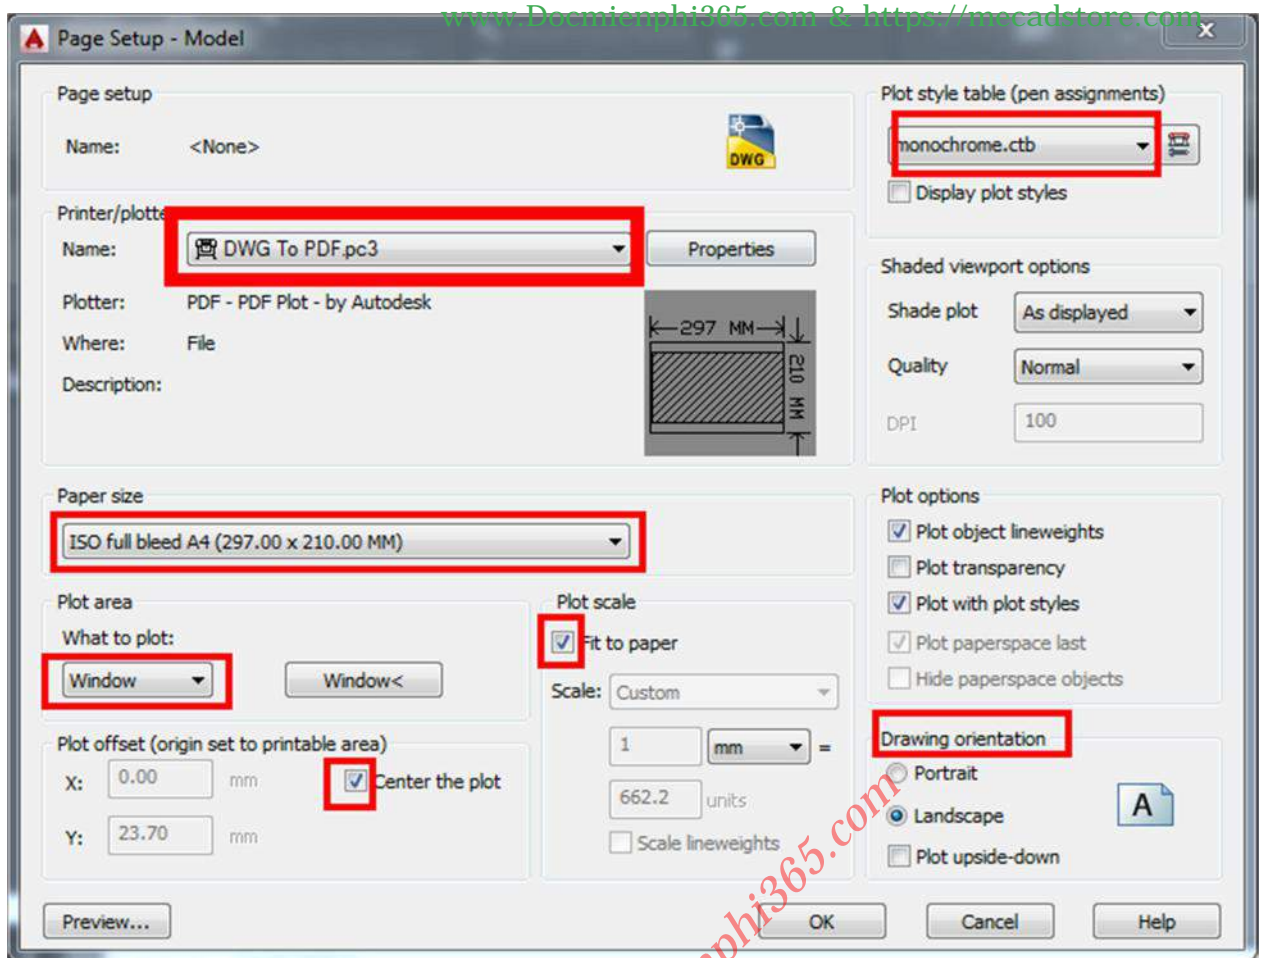 www.Docmienphi365.com & https://mecadstore.com
Page Setup - Model
x
Page setup
Name: <None>
DWG
Plot style table (pen assignments)
monochrome.ctb
Display plot styles
Printer/plotte
Name: DWG To PDF.pc3 Properties
Plotter: PDF - PDF Plot - by Autodesk
Where: File
Description:
297 MM
210 MM
Shaded viewport options
Shade plot As displayed
Quality Normal
DPI 100
Paper size
ISO full bleed A4 (297.00 x 210.00 MM)
Plot options
Plot object lineweights
Plot transparency
Plot with plot styles
Plot paperspace last
Hide paperspace objects
Plot area
What to plot:
Window Window<
Plot scale
Fit to paper
Scale: Custom
1 mm =
662.2 units
Scale lineweights
Plot offset (origin set to printable area)
X: 0.00 mm Center the plot
Y: 23.70 mm
Drawing orientation
Portrait
Landscape
Plot upside-down
A
Preview... OK Cancel Help
nphi365.com